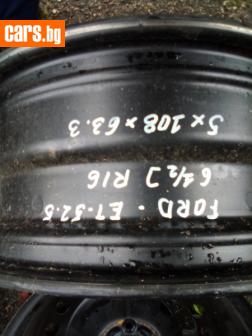 cars.bg
FORD - ET-52.5
6 1/2 J R16
5x108x63.3